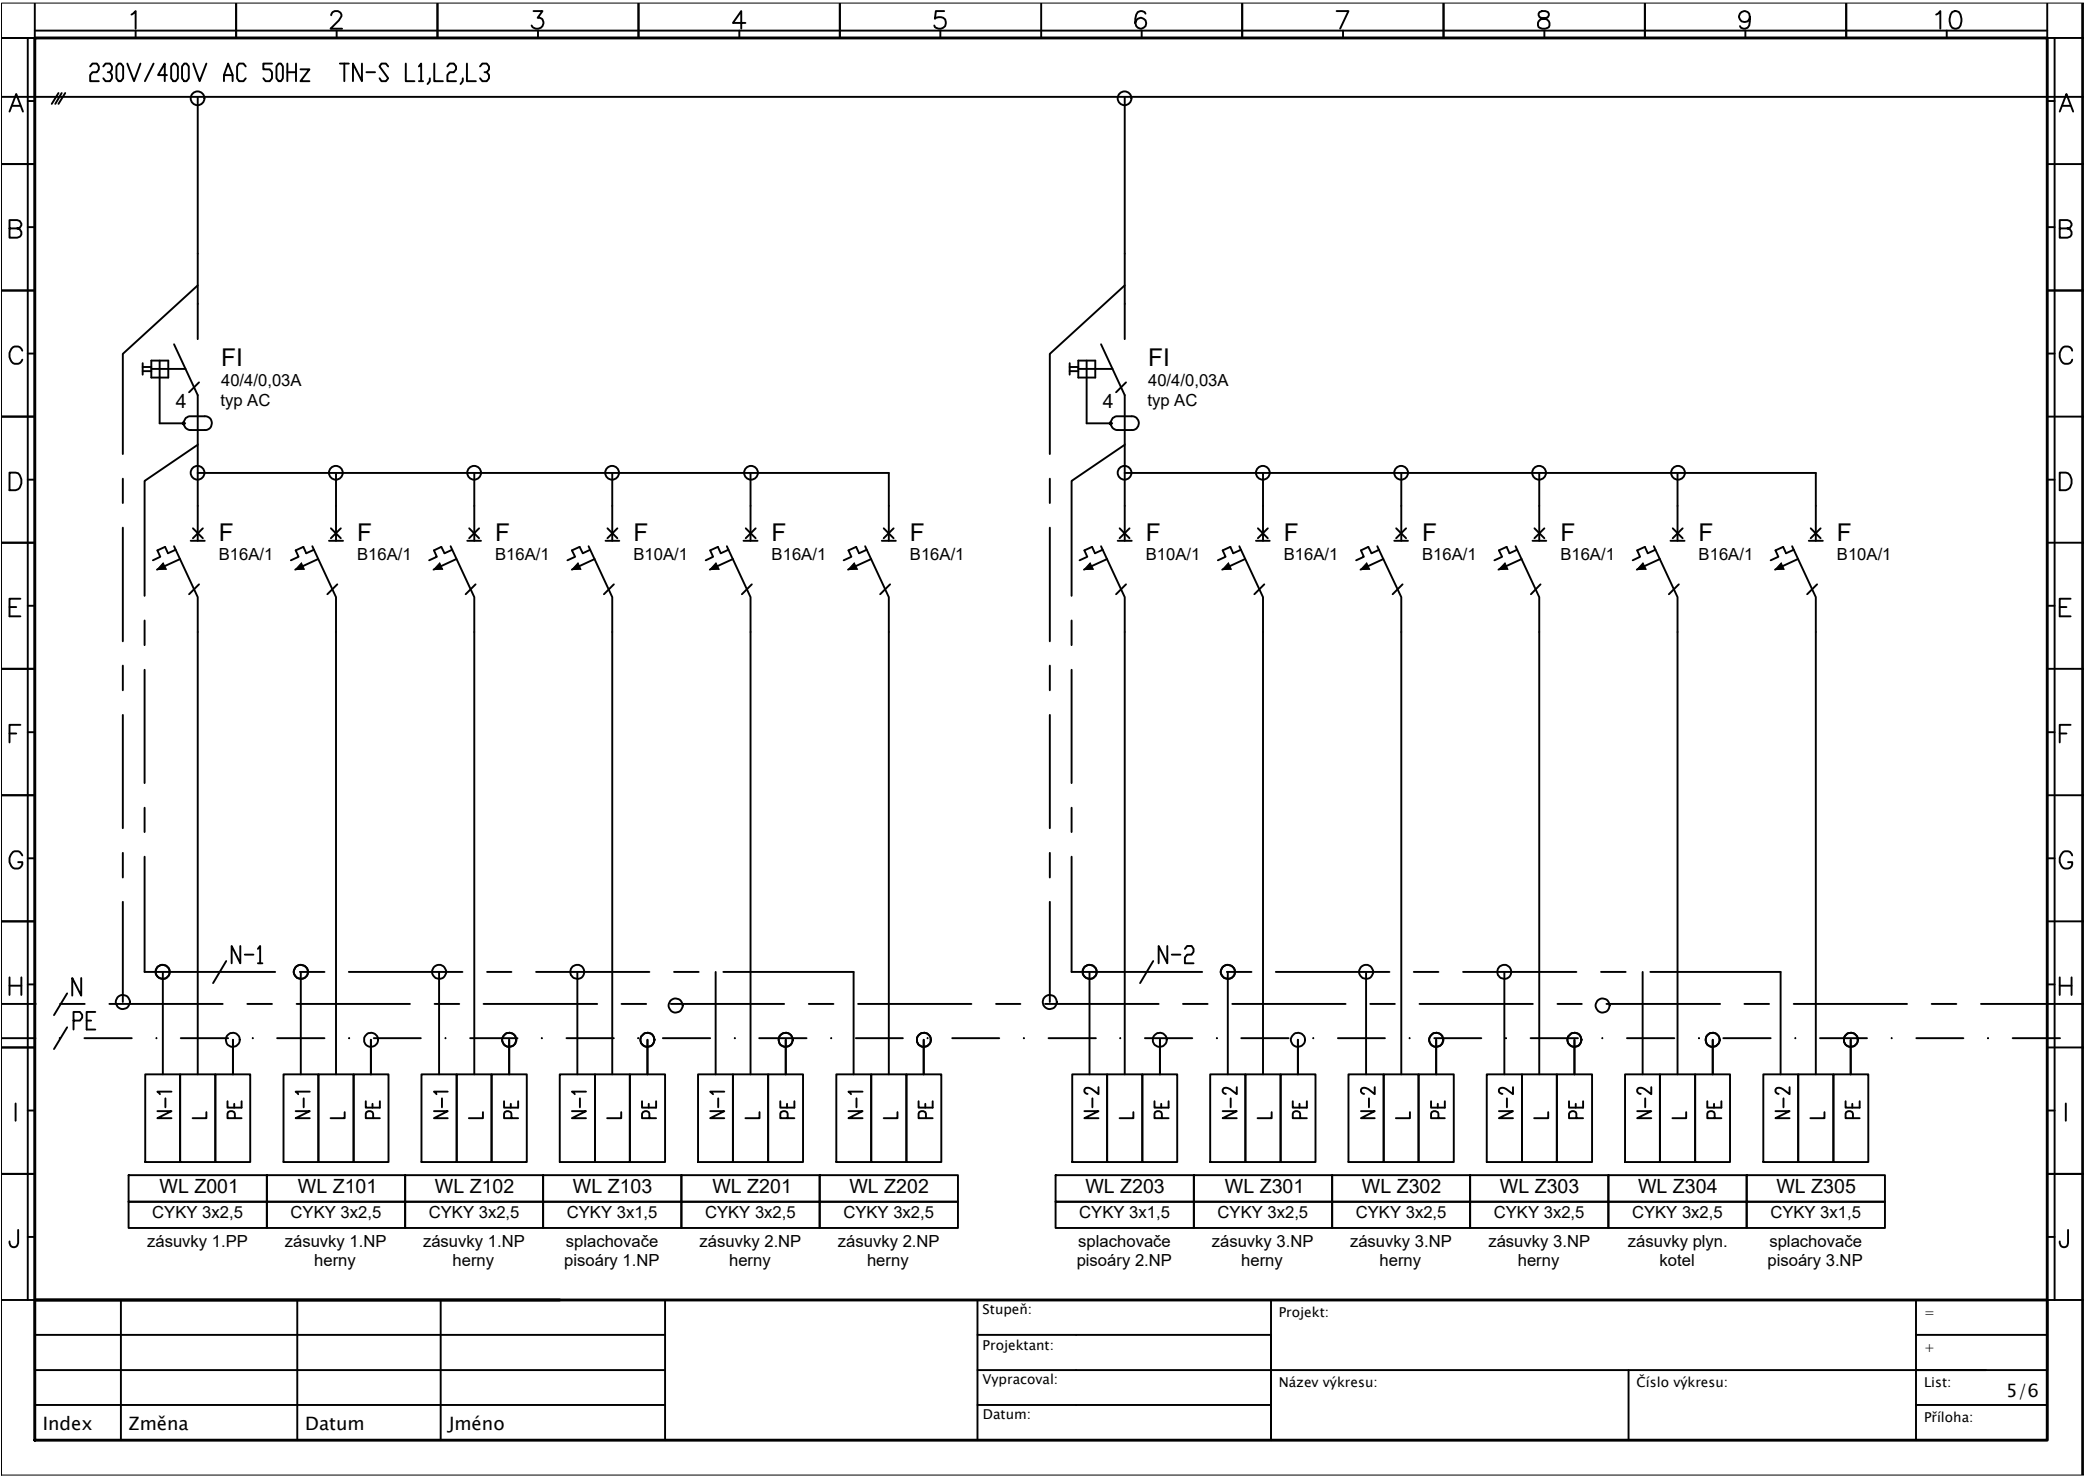 1 2 3 4 5 6 7 8 9 10
230V/400V AC 50Hz TN-S L1,L2,L3
A A
B B
C C
FI FI
40/4/0,03A 40/4/0,03A
4 typ AC 4 typ AC
D D
F F F F F F F F F F F F
B16A/1 B16A/1 B16A/1 B10A/1 B16A/1 B16A/1 B10A/1 B16A/1 B16A/1 B16A/1 B16A/1 B10A/1
E E
F F
G G
N-1 N-2
H N H
PE
I N-1 L PE N-1 L PE N-1 L PE N-1 L PE N-1 L PE N-1 L PE N-2 L PE N-2 L PE N-2 L PE N-2 L PE N-2 L PE N-2 L PE I
WL Z001 WL Z101 WL Z102 WL Z103 WL Z201 WL Z202 WL Z203 WL Z301 WL Z302 WL Z303 WL Z304 WL Z305
CYKY 3x2,5 CYKY 3x2,5 CYKY 3x2,5 CYKY 3x1,5 CYKY 3x2,5 CYKY 3x2,5 CYKY 3x1,5 CYKY 3x2,5 CYKY 3x2,5 CYKY 3x2,5 CYKY 3x2,5 CYKY 3x1,5
J zásuvky 1.PP zásuvky 1.NP zásuvky 1.NP splachovače zásuvky 2.NP zásuvky 2.NP splachovače zásuvky 3.NP zásuvky 3.NP zásuvky 3.NP zásuvky plyn. splachovače J
herny herny pisoáry 1.NP herny herny pisoáry 2.NP herny herny herny kotel pisoáry 3.NP
Stupeň: Projekt: =
Projektant: +
Vypracoval: Název výkresu: Číslo výkresu: List: 5/6
Index Změna Datum Jméno Datum: Příloha: